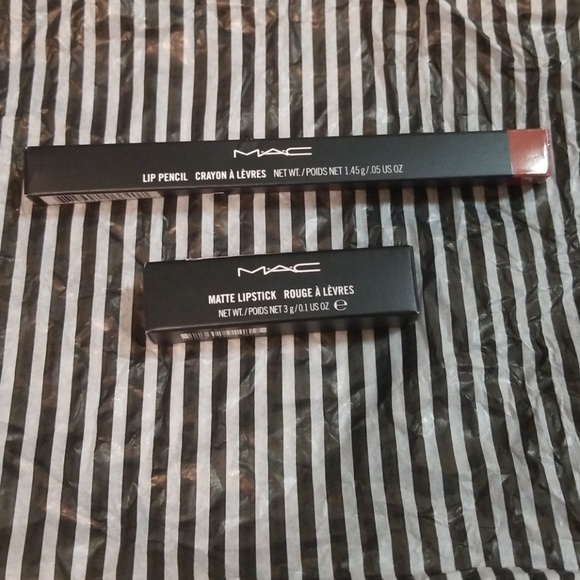 MAC
LIP PENCIL CRAYON À LÈVRES NET WT. / POIDS NET 1.45 g / .05 US OZ
MAC
MATTE LIPSTICK ROUGE À LÈVRES
NET WT. / POIDS NET 3 g / 0.1 US OZ ℮